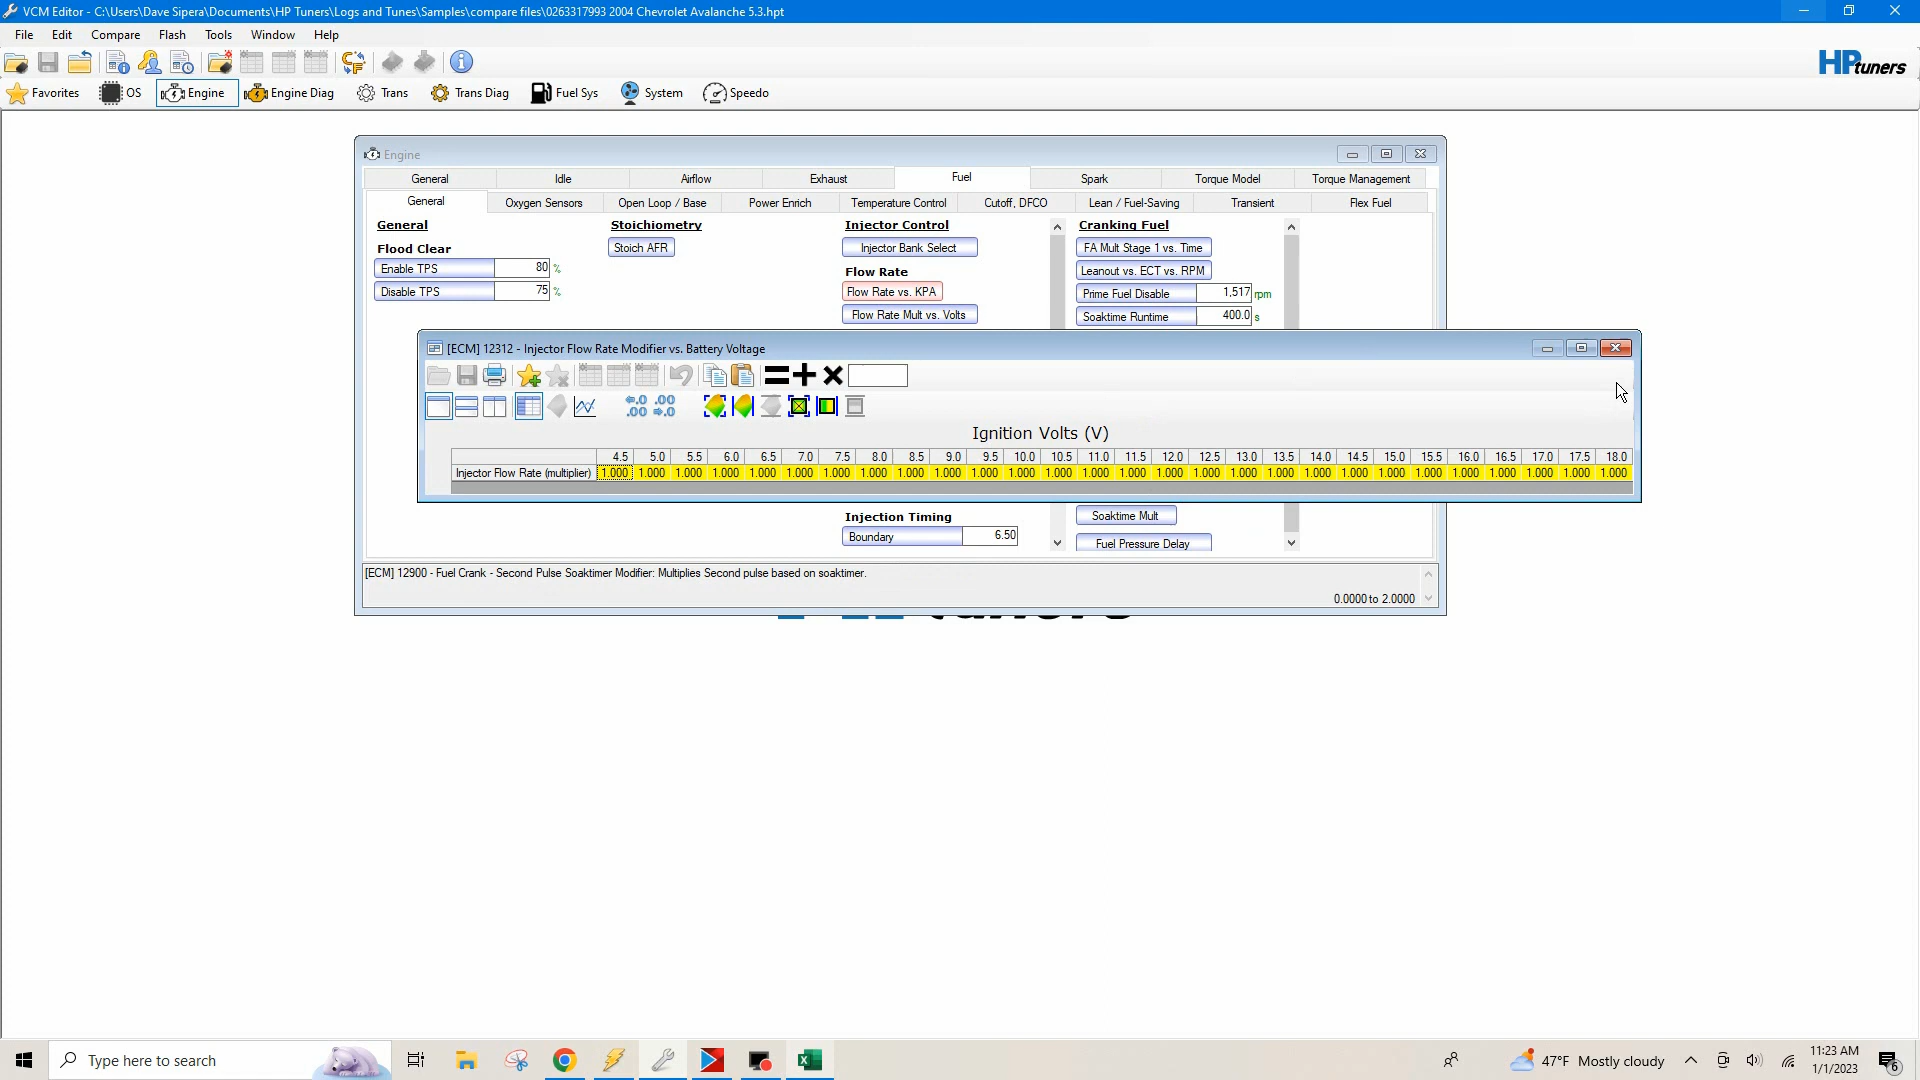 VCM Editor - C:\Users\Dave Sipera\Documents\HP Tuners\Logs and Tunes\Samples\compare files\0263317993 2004 Chevrolet Avalanche 5.3.hpt
File Edit Compare Flash Tools Window Help
HPtuners
Favorites OS Engine Engine Diag Trans Trans Diag Fuel Sys System Speedo
Engine
General Idle Airflow Exhaust Fuel Spark Torque Model Torque Management
General Oxygen Sensors Open Loop / Base Power Enrich Temperature Control Cutoff, DFCO Lean / Fuel-Saving Transient Flex Fuel
General Stoichiometry Injector Control Cranking Fuel
Flood Clear Stoich AFR Injector Bank Select FA Mult Stage 1 vs. Time
Enable TPS 80 % Flow Rate Leanout vs. ECT vs. RPM
Disable TPS 75 % Flow Rate vs. KPA Prime Fuel Disable 1,517 rpm
Flow Rate Mult vs. Volts Soaktime Runtime 400.0 s
[ECM] 12312 - Injector Flow Rate Modifier vs. Battery Voltage
←.0 .00
.00 →.0
Ignition Volts (V)
4.5 5.0 5.5 6.0 6.5 7.0 7.5 8.0 8.5 9.0 9.5 10.0 10.5 11.0 11.5 12.0 12.5 13.0 13.5 14.0 14.5 15.0 15.5 16.0 16.5 17.0 17.5 18.0
Injector Flow Rate (multiplier) 1.000 1.000 1.000 1.000 1.000 1.000 1.000 1.000 1.000 1.000 1.000 1.000 1.000 1.000 1.000 1.000 1.000 1.000 1.000 1.000 1.000 1.000 1.000 1.000 1.000 1.000 1.000 1.000
Injection Timing Soaktime Mult
Boundary 6.50 Fuel Pressure Delay
[ECM] 12900 - Fuel Crank - Second Pulse Soaktimer Modifier: Multiplies Second pulse based on soaktimer.
0.0000 to 2.0000
Type here to search
47°F Mostly cloudy
11:23 AM
1/1/2023
6